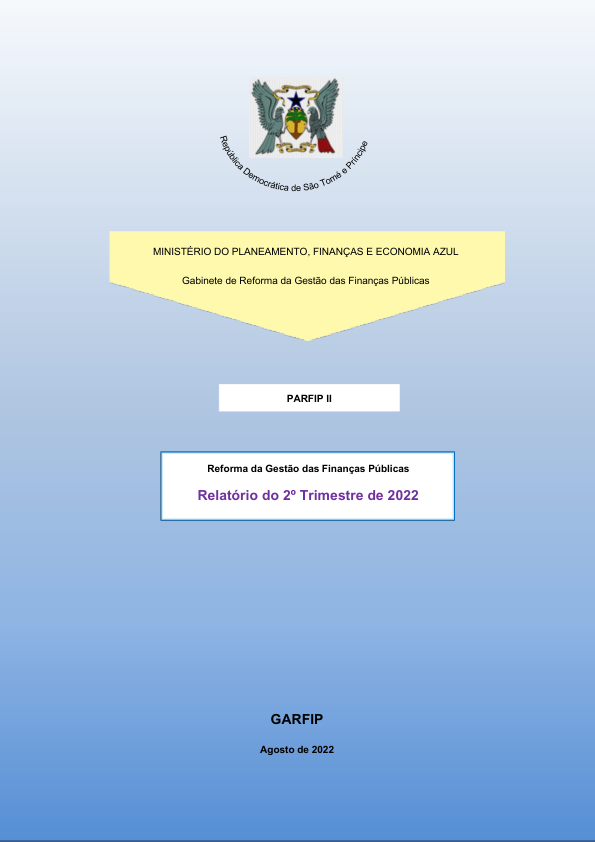 República Democrática de São Tomé e Príncipe
MINISTÉRIO DO PLANEAMENTO, FINANÇAS E ECONOMIA AZUL
Gabinete de Reforma da Gestão das Finanças Públicas
PARFIP II
Reforma da Gestão das Finanças Públicas
Relatório do 2º Trimestre de 2022
GARFIP
Agosto de 2022